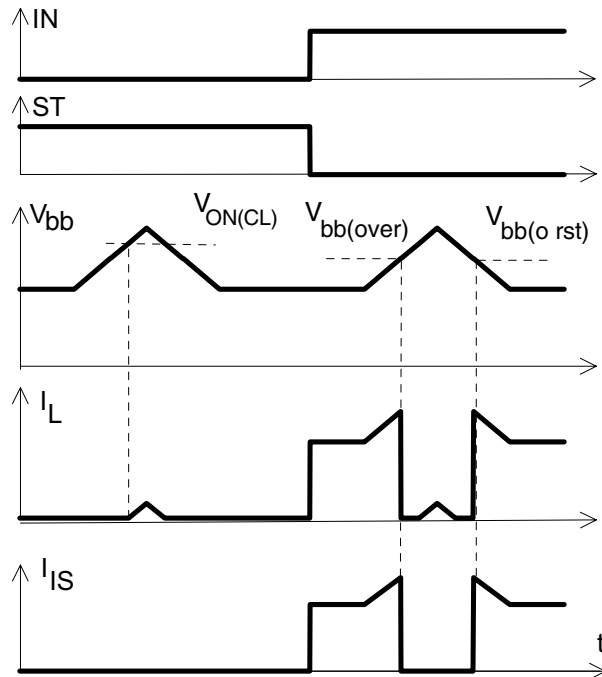 IN
ST
Vbb
VON(CL)
Vbb(over)
Vbb(o rst)
IL
IIS
t